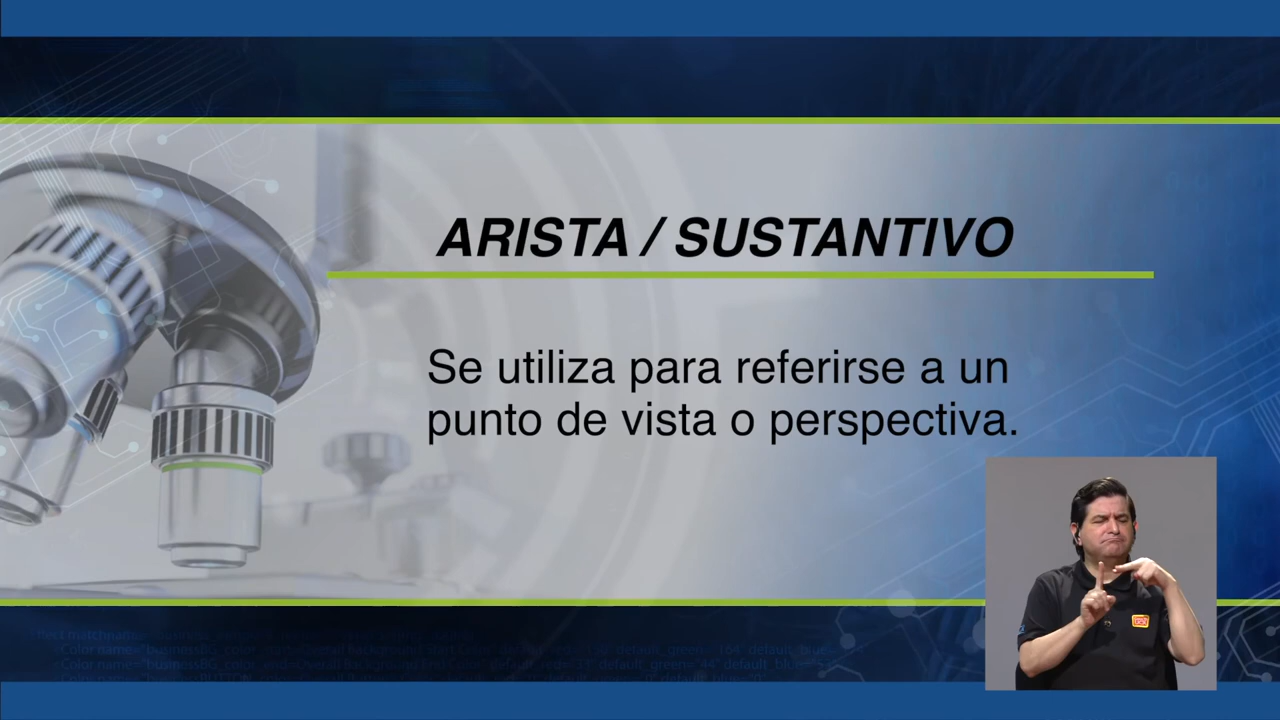 ARISTA / SUSTANTIVO
Se utiliza para referirse a un
punto de vista o perspectiva.